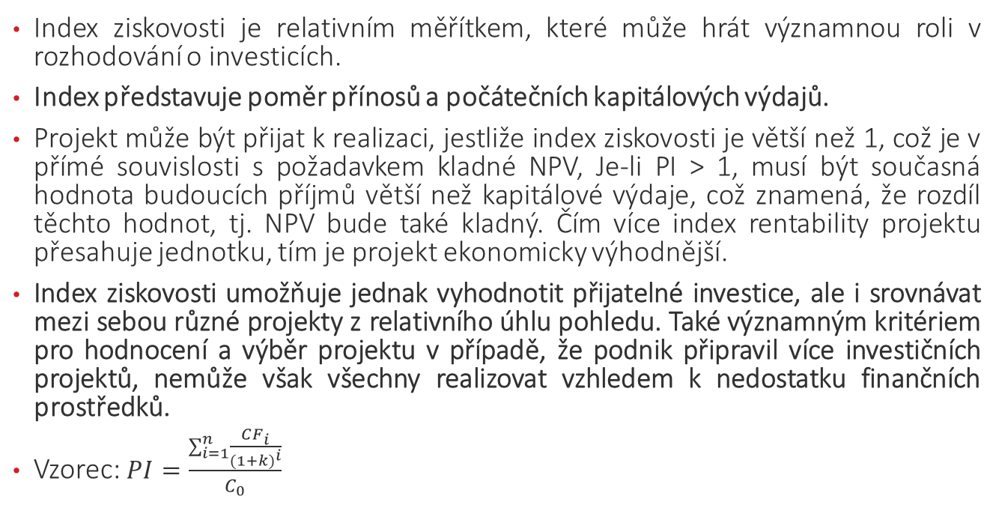 • Index ziskovosti je relativním měřítkem, které může hrát významnou roli v
rozhodování o investicích.
• Index představuje poměr přínosů a počátečních kapitálových výdajů.
• Projekt může být přijat k realizaci, jestliže index ziskovosti je větší než 1, což je v
přímé souvislosti s požadavkem kladné NPV, Je-li PI > 1, musí být současná
hodnota budoucích příjmů větší než kapitálové výdaje, což znamená, že rozdíl
těchto hodnot, tj. NPV bude také kladný. Čím více index rentability projektu
přesahuje jednotku, tím je projekt ekonomicky výhodnější.
• Index ziskovosti umožňuje jednak vyhodnotit přijatelné investice, ale i srovnávat
mezi sebou různé projekty z relativního úhlu pohledu. Také významným kritériem
pro hodnocení a výběr projektu v případě, že podnik připravil více investičních
projektů, nemůže však všechny realizovat vzhledem k nedostatku finančních
prostředků.
• Vzorec: $PI = \frac{\sum_{i=1}^{n} \frac{CF_i}{(1+k)^i}}{C_0}$